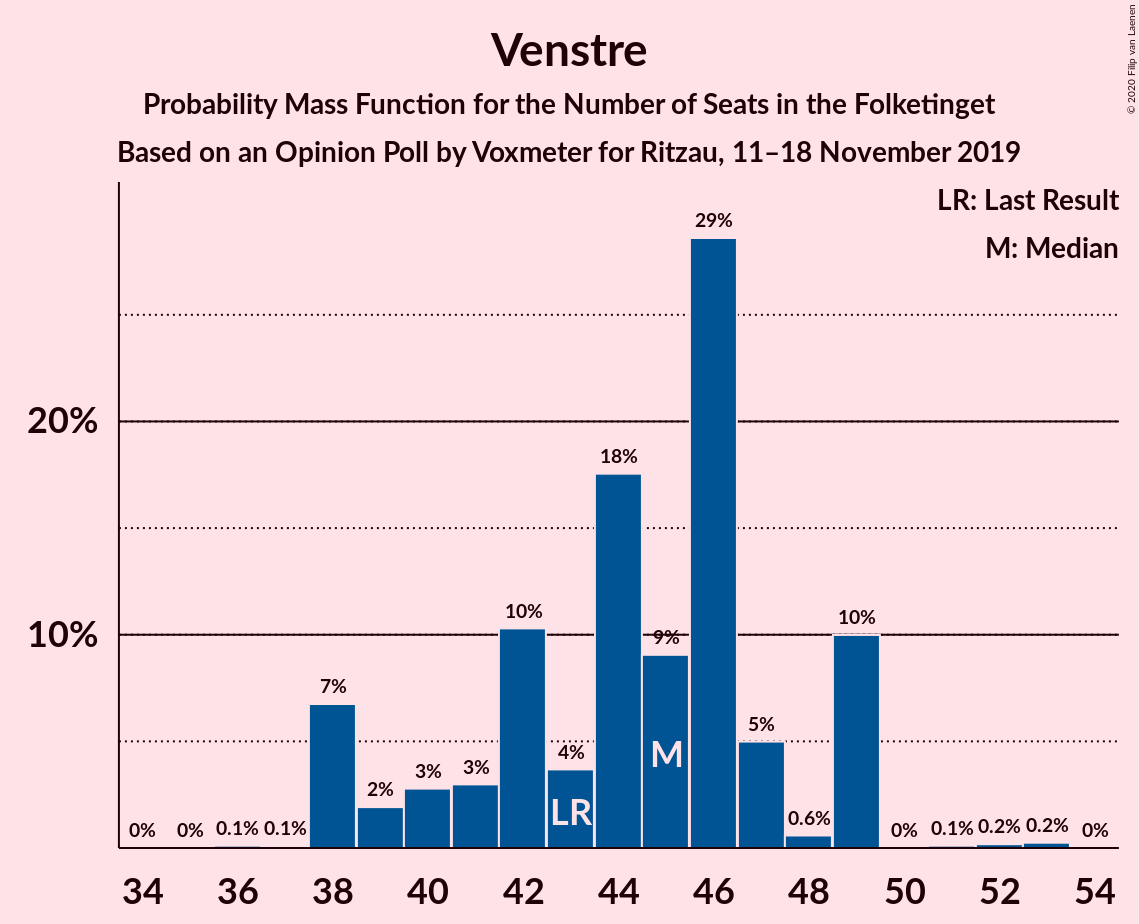 © 2020 Filip van Laenen
Venstre
Probability Mass Function for the Number of Seats in the Folketinget
Based on an Opinion Poll by Voxmeter for Ritzau, 11–18 November 2019
LR: Last Result
M: Median
29%
20%
18%
10%
10%
10%
9%
7%
5%
M
4%
3%
3%
2%
LR
0%
0%
0.1%
0.1%
0.6%
0%
0.1%
0.2%
0.2%
0%
34 36 38 40 42 44 46 48 50 52 54